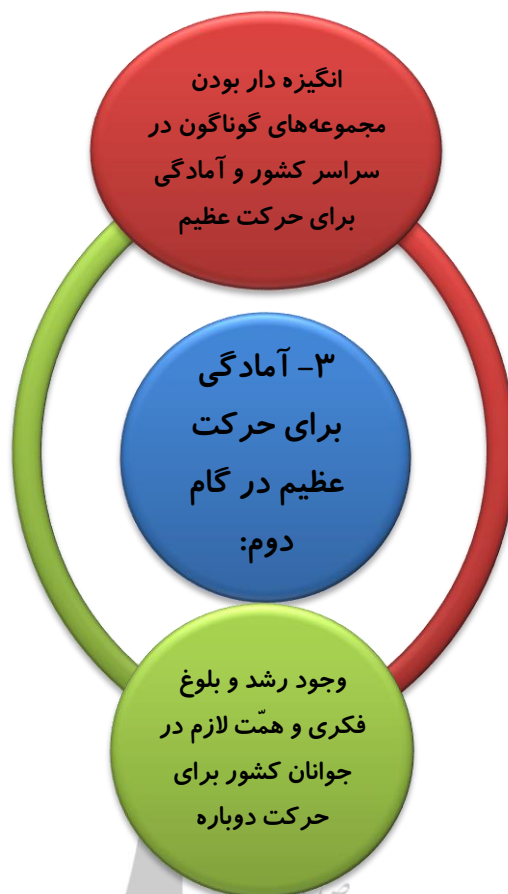 انگیزه دار بودن
مجموعه‌های گوناگون در
سراسر کشور و آمادگی
برای حرکت عظیم
۳- آمادگی
برای حرکت
عظیم در گام
دوم:
وجود رشد و بلوغ
فکری و همّت لازم در
جوانان کشور برای
حرکت دوباره